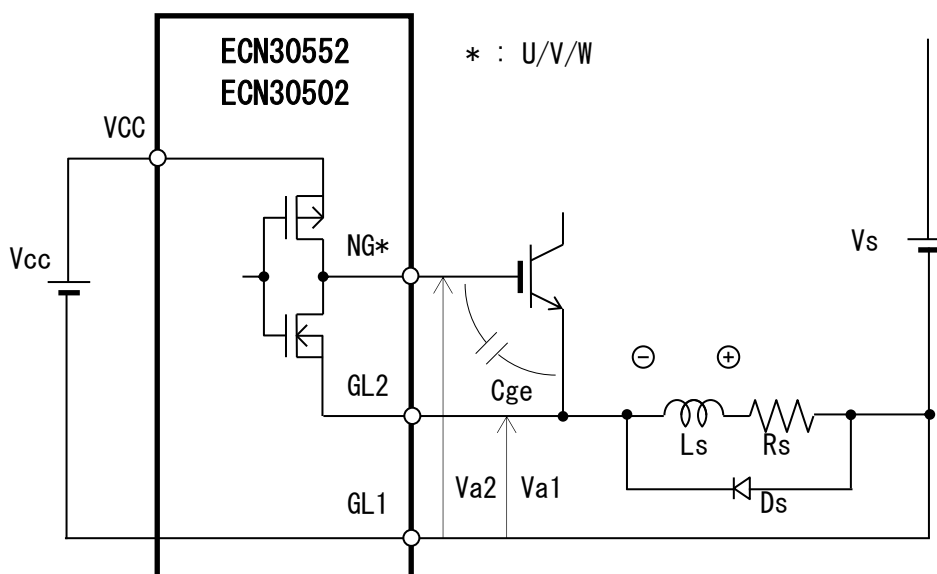 ECN30552
ECN30502
* : U/V/W
VCC
NG*
Vcc
Vs
GL2
Cge
⊖ ⊕
Ls Rs
Va2 Va1
Ds
GL1